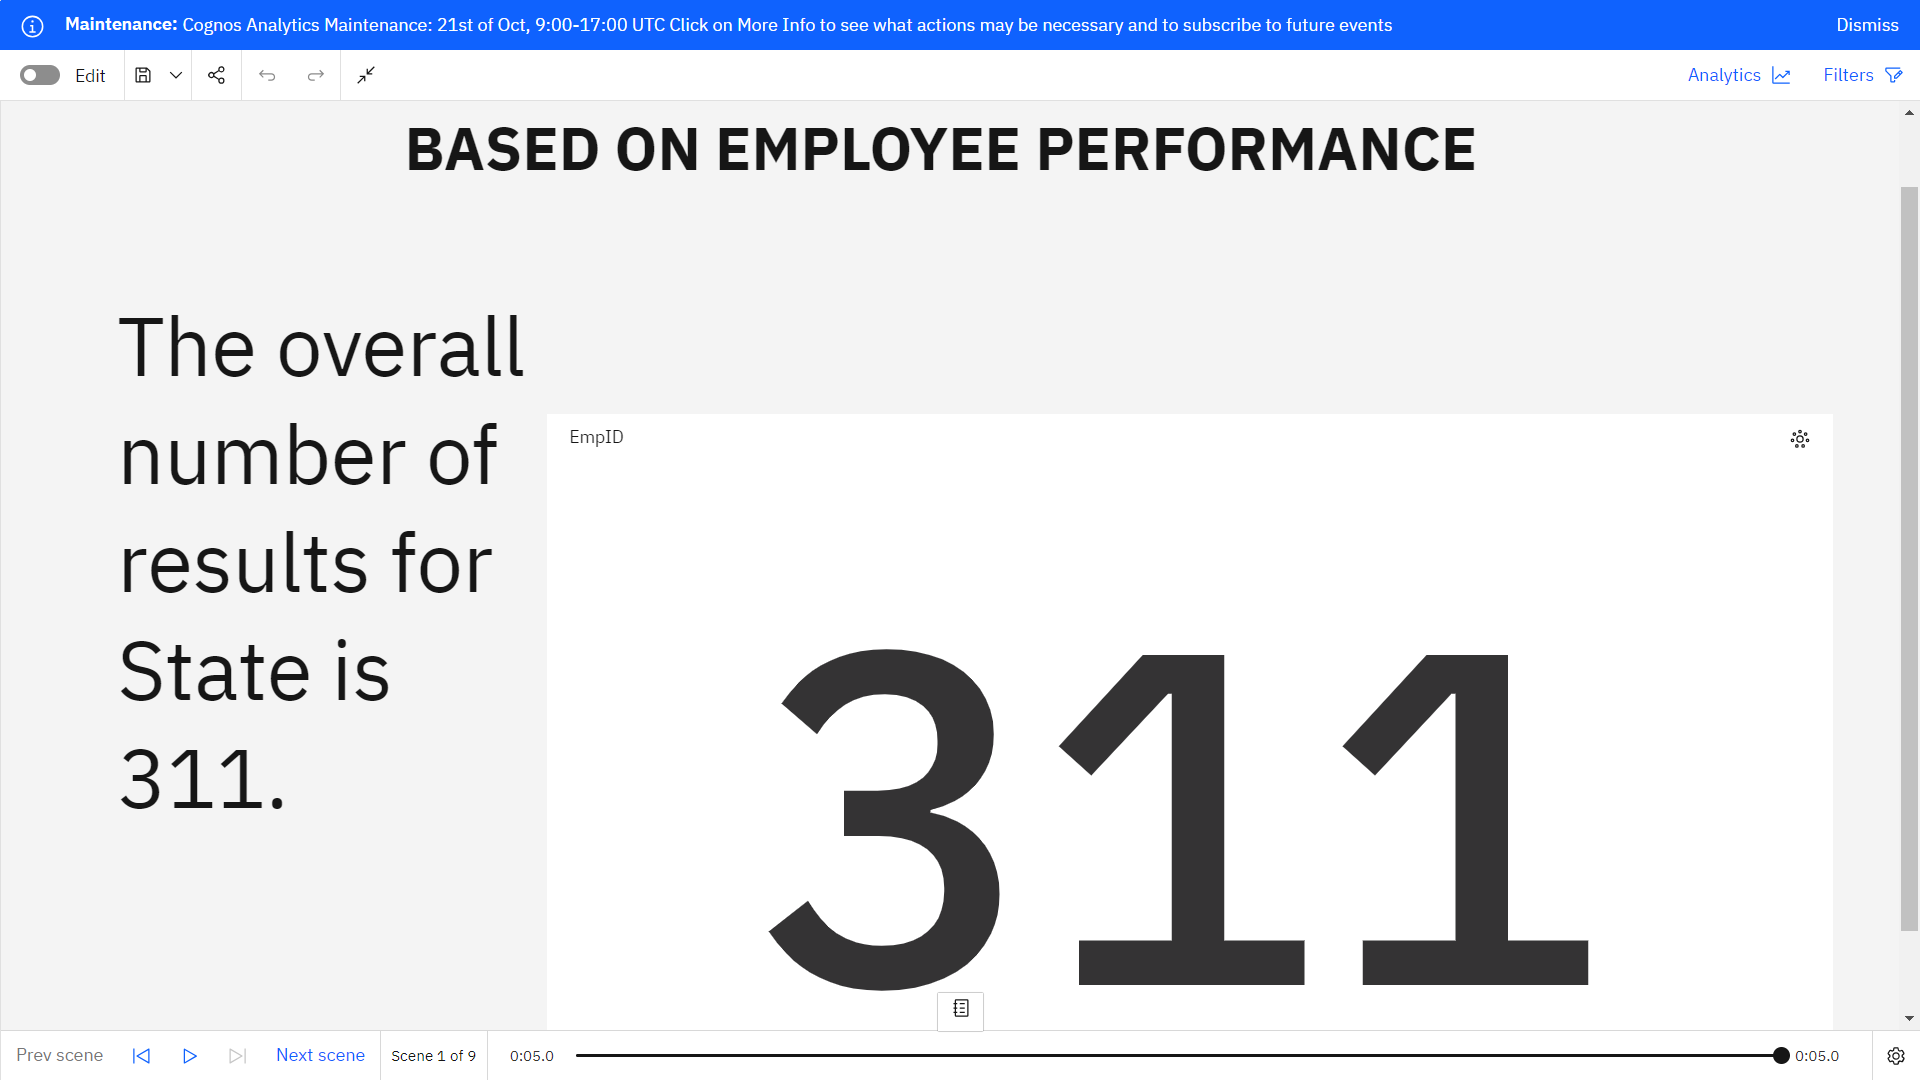 Maintenance: Cognos Analytics Maintenance: 21st of Oct, 9:00-17:00 UTC Click on More Info to see what actions may be necessary and to subscribe to future events
Dismiss
Edit
Analytics
Filters
BASED ON EMPLOYEE PERFORMANCE
The overall
number of
results for
State is
311.
EmpID
311
Prev scene
Next scene
Scene 1 of 9
0:05.0
0:05.0